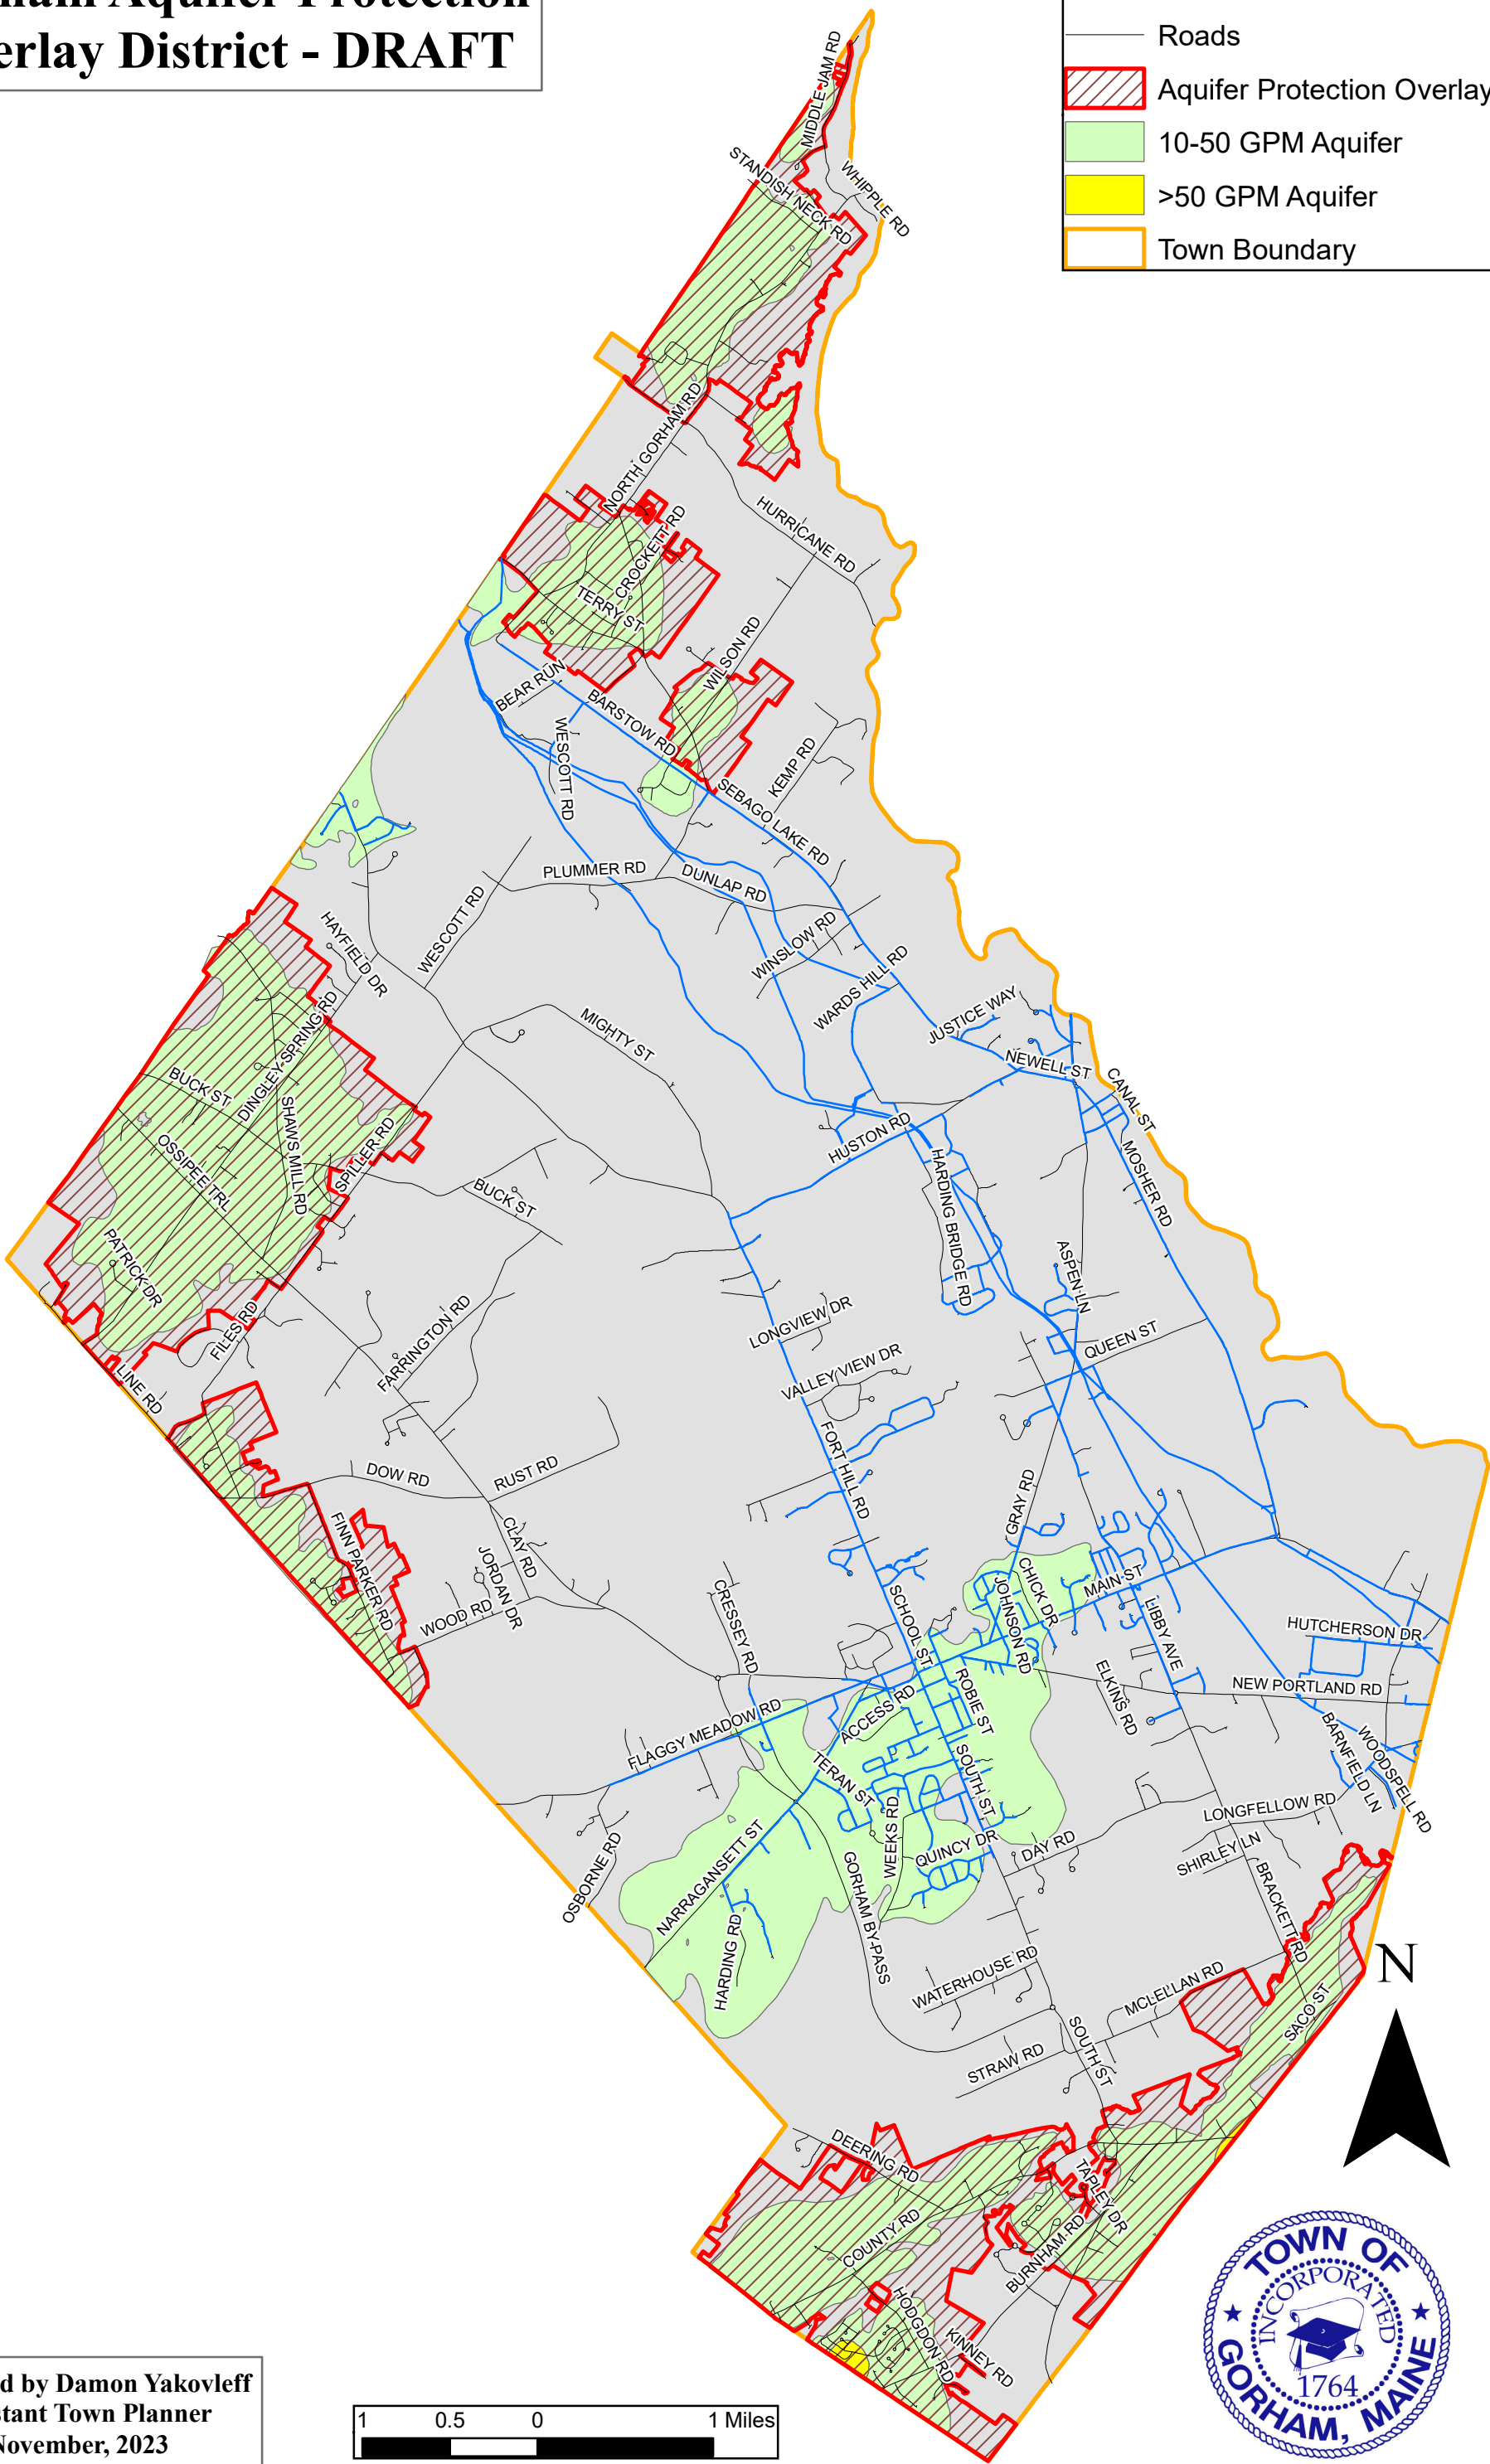 ham Aquifer Protection
erlay District - DRAFT
Roads
Aquifer Protection Overlay
10-50 GPM Aquifer
>50 GPM Aquifer
Town Boundary
MIDDLE JAM RD
STANDISH NECK RD
WHIPPLE RD
NORTH GORHAM RD
HURRICANE RD
CROCKETT RD
TERRY ST
WILSON RD
BEAR RUN
BARSTOW RD
WESCOTT RD
KEMP RD
SEBAGO LAKE RD
PLUMMER RD
DUNLAP RD
WESCOTT RD
HAYFIELD DR
WINSLOW RD
WARDS HILL RD
JUSTICE WAY
MIGHTY ST
NEWELL ST
DINGLEY SPRING RD
BUCK ST
CANAL ST
SHAWS MILL RD
HUSTON RD
OSSIPEE TRL
SPILLER RD
MOSHER RD
BUCK ST
HARDING BRIDGE RD
PATRICK DR
ASPEN LN
FILES RD
LONGVIEW DR
QUEEN ST
FARRINGTON RD
LINE RD
VALLEY VIEW DR
FORT HILL RD
DOW RD
RUST RD
GRAY RD
FINN PARKER RD
CLAY RD
JORDAN DR
WOOD RD
CRESSEY RD
SCHOOL ST
JOHNSON RD
CHICK DR
MAIN ST
LIBBY AVE
HUTCHERSON DR
NEW PORTLAND RD
ELKINS RD
ROBIE ST
ACCESS RD
FLAGGY MEADOW RD
BARNFIELD LN
WOODSPELL RD
TERAN ST
SOUTH ST
LONGFELLOW RD
WEEKS RD
QUINCY DR
DAY RD
SHIRLEY LN
OSBORNE RD
NARRAGANSETT ST
GORHAM BY-PASS
BRACKETT RD
HARDING RD
WATERHOUSE RD
MCLELLAN RD
N
SACO ST
STRAW RD
SOUTH ST
DEERING RD
TAPLEY DR
COUNTY RD
BURNHAM RD
HODGDON RD
KINNEY RD
TOWN OF
INCORPORATED
1764
GORHAM, MAINE
d by Damon Yakovleff
stant Town Planner
November, 2023
1 0.5 0 1 Miles